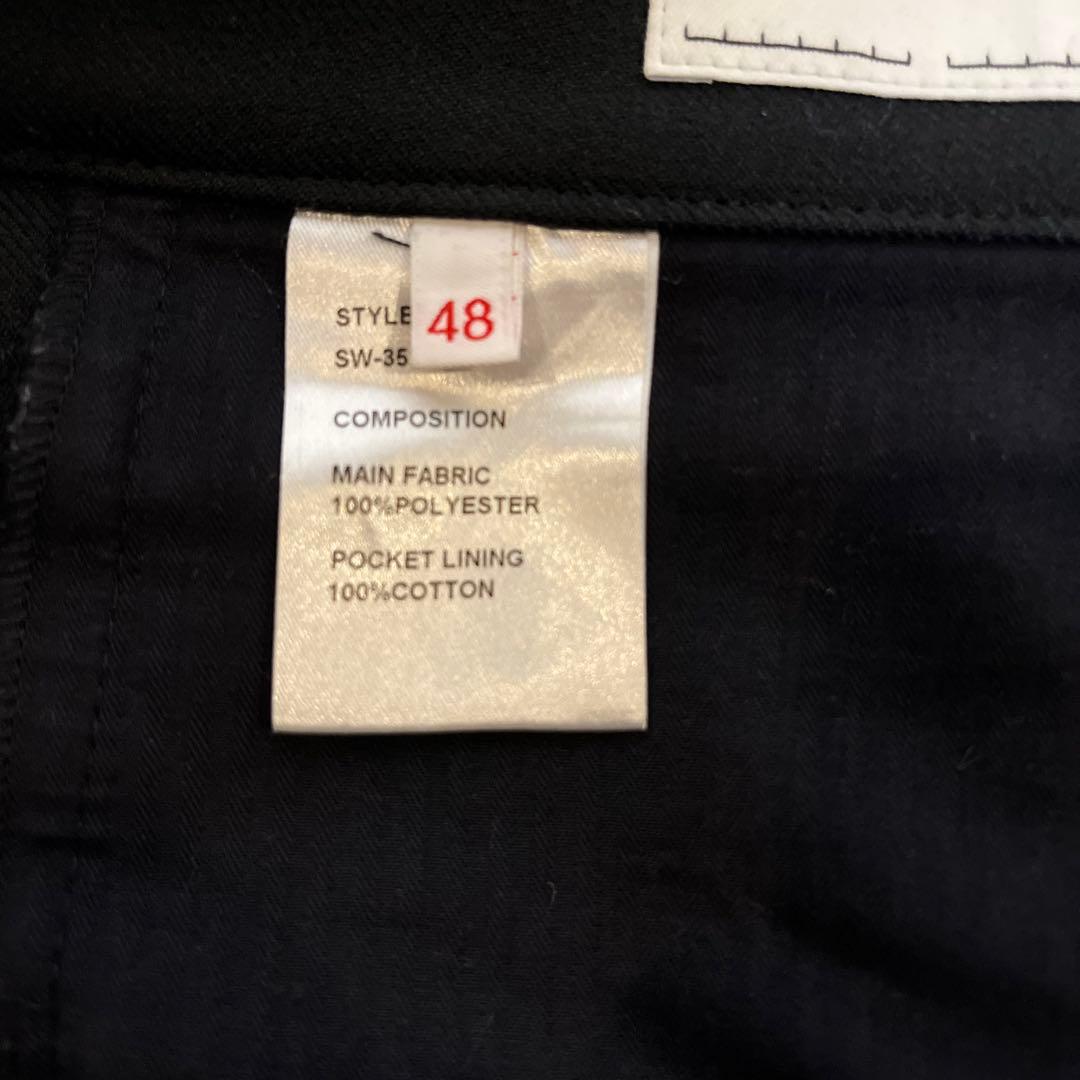 48
STYLE
SW-35
COMPOSITION
MAIN FABRIC
100%POLYESTER
POCKET LINING
100%COTTON